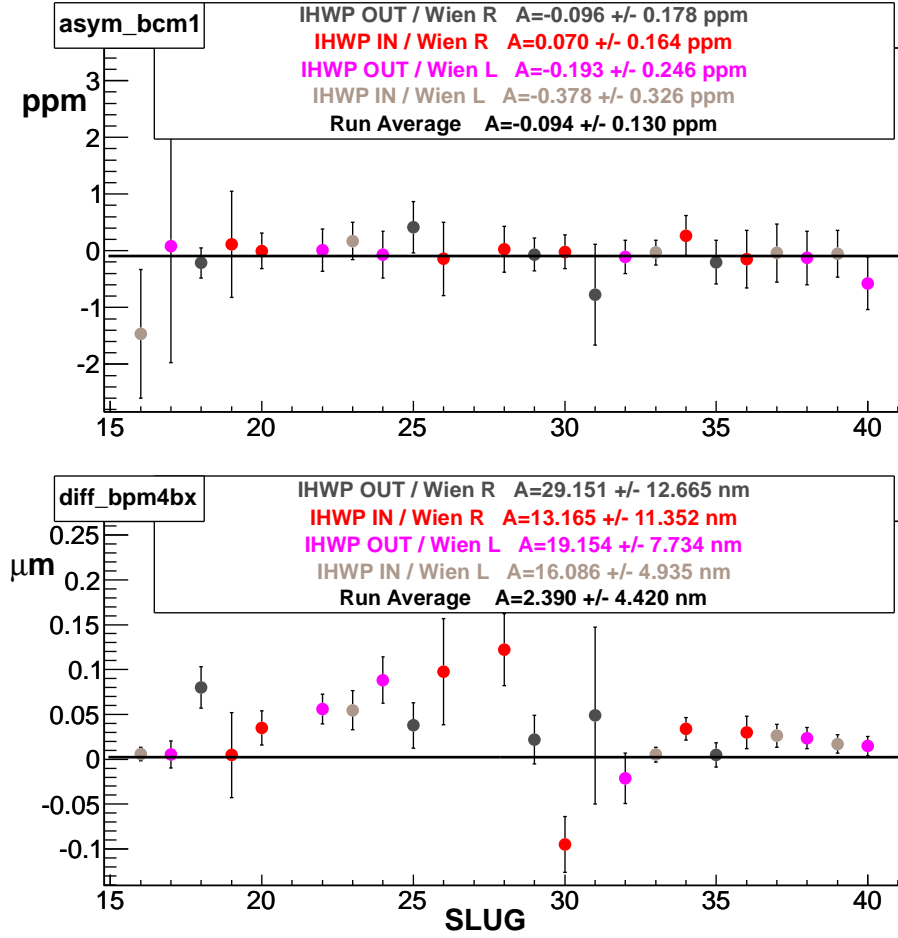 asym_bcm1
IHWP OUT / Wien R A=-0.096 +/- 0.178 ppm
IHWP IN / Wien R A=0.070 +/- 0.164 ppm
IHWP OUT / Wien L A=-0.193 +/- 0.246 ppm
IHWP IN / Wien L A=-0.378 +/- 0.326 ppm
Run Average A=-0.094 +/- 0.130 ppm
ppm
3
2
1
0
-1
-2
15 20 25 30 35 40
diff_bpm4bx
IHWP OUT / Wien R A=29.151 +/- 12.665 nm
IHWP IN / Wien R A=13.165 +/- 11.352 nm
IHWP OUT / Wien L A=19.154 +/- 7.734 nm
IHWP IN / Wien L A=16.086 +/- 4.935 nm
Run Average A=2.390 +/- 4.420 nm
μm
0.25
0.2
0.15
0.1
0.05
0
-0.05
-0.1
15 20 25 30 35 40
SLUG